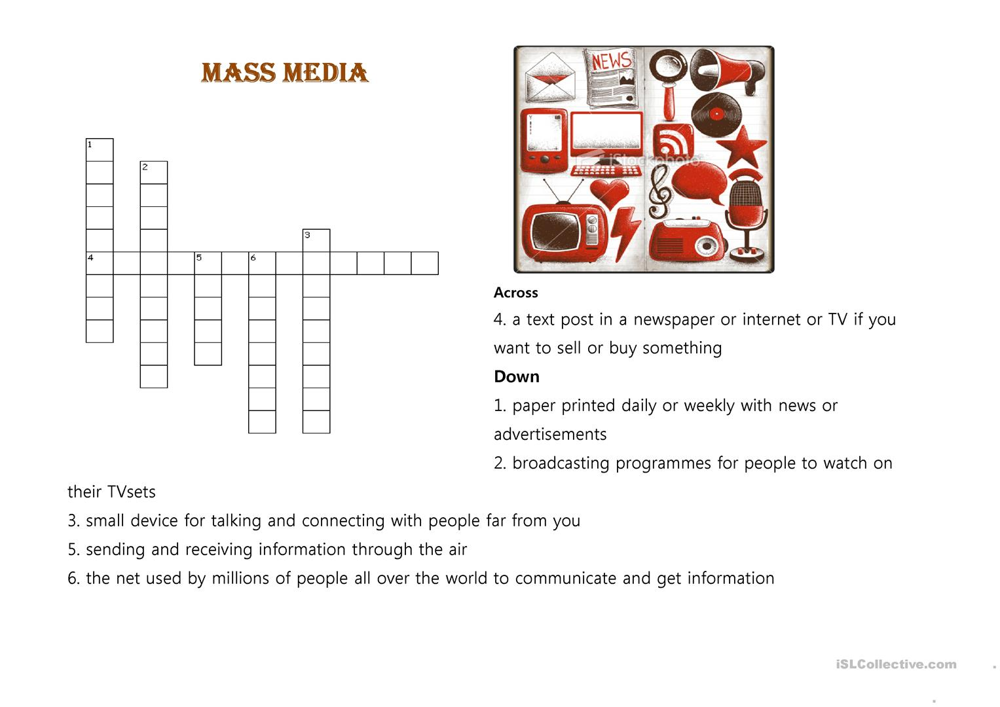 MASS MEDIA
NEWS
iStockphoto
1
2
3
4
5
6
Across
4. a text post in a newspaper or internet or TV if you
want to sell or buy something
Down
1. paper printed daily or weekly with news or
advertisements
2. broadcasting programmes for people to watch on
their TVsets
3. small device for talking and connecting with people far from you
5. sending and receiving information through the air
6. the net used by millions of people all over the world to communicate and get information
iSLCollective.com